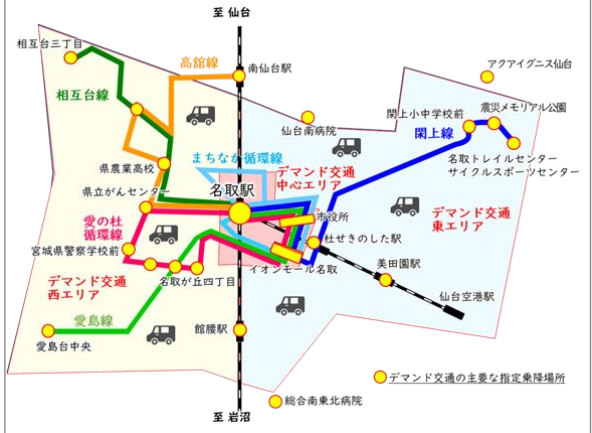 至 仙台
相互台三丁目
高舘線
南仙台駅
アクアイグニス仙台
相互台線
仙台南病院
閖上小中学校前
震災メモリアル公園
閖上線
県農業高校
まちなか循環線
デマンド交通
中心エリア
名取トレイルセンター
サイクルスポーツセンター
県立がんセンター
名取駅
市役所
デマンド交通
東エリア
愛の杜
循環線
杜せきのした駅
宮城県警察学校前
イオンモール名取
美田園駅
デマンド交通
西エリア
名取が丘四丁目
仙台空港駅
愛島線
愛島台中央
館腰駅
デマンド交通の主要な指定乗降場所
総合南東北病院
至 岩沼